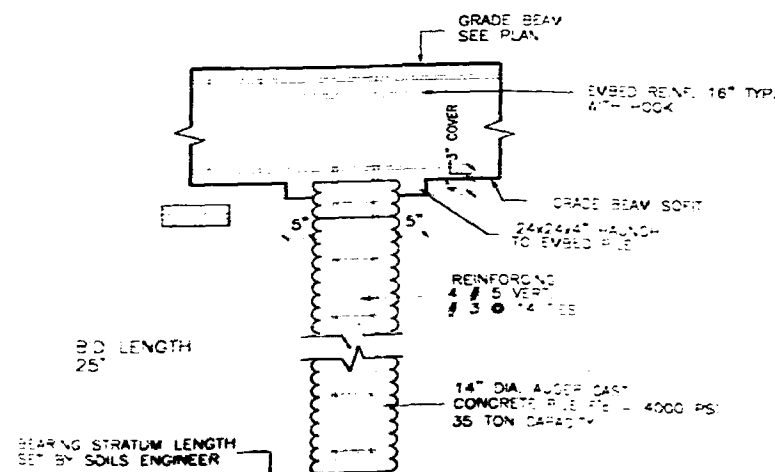 GRADE BEAM
SEE PLAN
EMBED REINF. 16" TYP.
WITH HOOK
3" COVER
4"
GRADE BEAM SOFIT
24x24x4" HAUNCH
TO EMBED PILE
5"
5"
REINFORCING
4 # 5 VERT
# 3 @ 14 TIES
BID LENGTH
25'
14" DIA. AUGER CAST
CONCRETE PILE F'c = 4000 PSI
35 TON CAPACITY
BEARING STRATUM LENGTH
SET BY SOILS ENGINEER